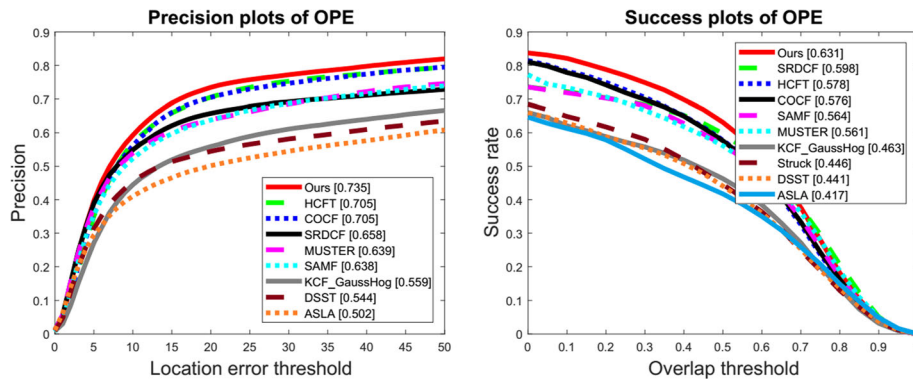 Precision plots of OPE
0.9
0.8
0.7
0.6
0.5
0.4
0.3
0.2
0.1
0
Precision
0 5 10 15 20 25 30 35 40 45 50
Location error threshold
Ours [0.735]
HCFT [0.705]
COCF [0.705]
SRDCF [0.658]
MUSTER [0.639]
SAMF [0.638]
KCF_GaussHog [0.559]
DSST [0.544]
ASLA [0.502]
Success plots of OPE
0.9
0.8
0.7
0.6
0.5
0.4
0.3
0.2
0.1
0
Success rate
0 0.1 0.2 0.3 0.4 0.5 0.6 0.7 0.8 0.9
Overlap threshold
Ours [0.631]
SRDCF [0.598]
HCFT [0.578]
COCF [0.576]
SAMF [0.564]
MUSTER [0.561]
KCF_GaussHog [0.463]
Struck [0.446]
DSST [0.441]
ASLA [0.417]